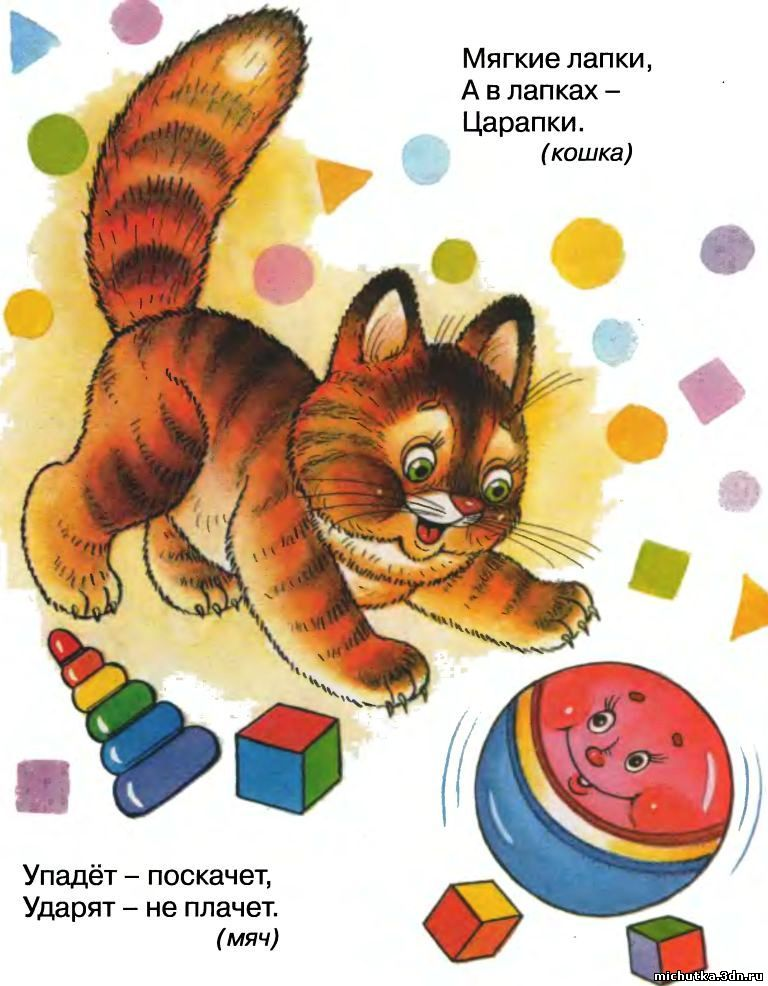 Мягкие лапки,
А в лапках –
Царапки.
(кошка)
Упадёт – поскачет,
Ударят – не плачет.
(мяч)
michutka.3dn.ru